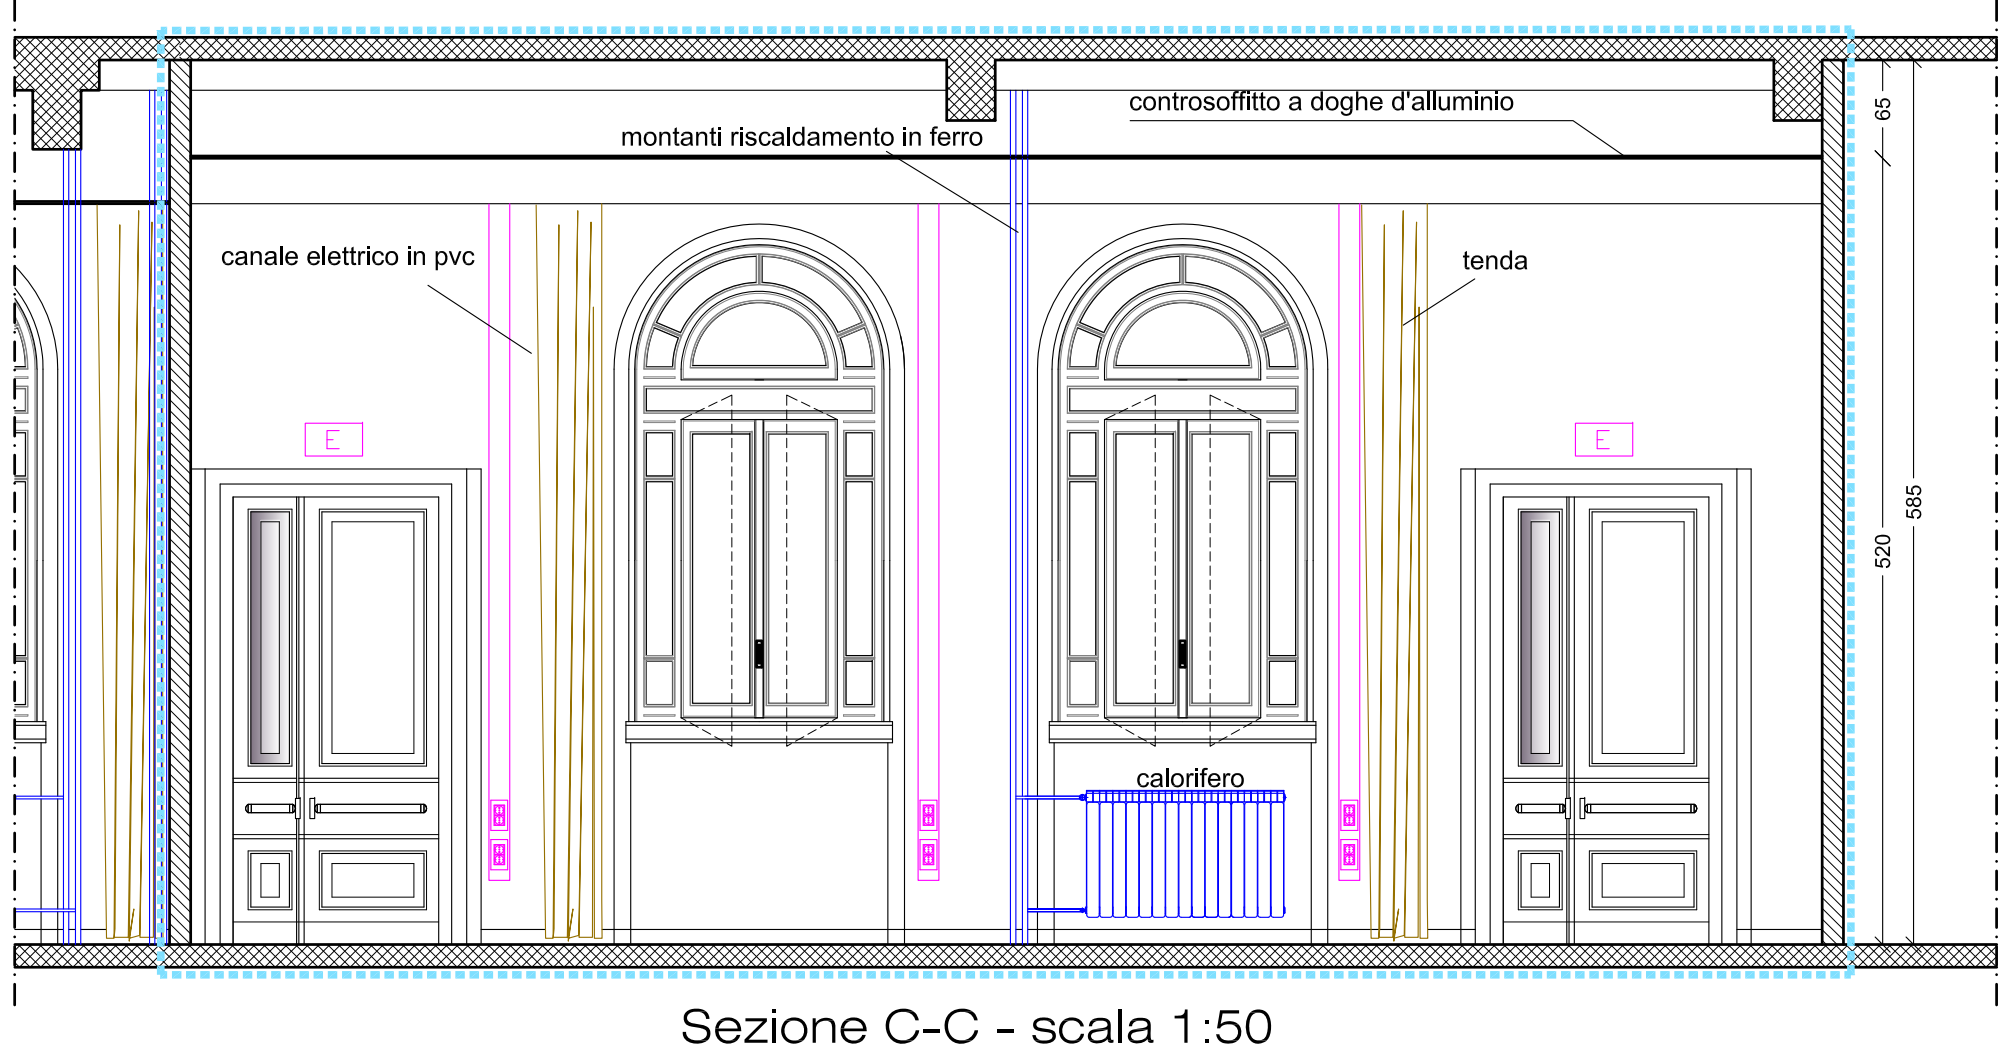 controsoffitto a doghe d'alluminio
montanti riscaldamento in ferro
65
canale elettrico in pvc
tenda
E
E
585
520
calorifero
Sezione C-C - scala 1:50